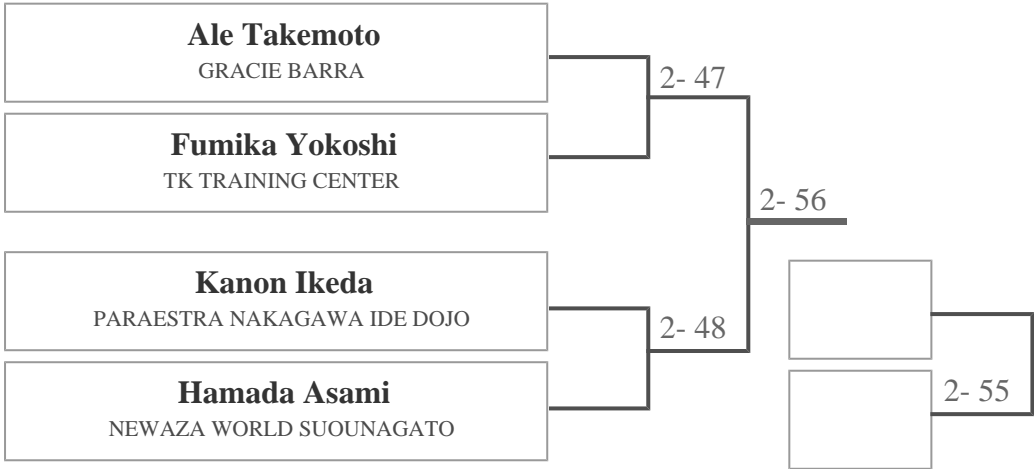 Ale Takemoto
GRACIE BARRA
2- 47
Fumika Yokoshi
TK TRAINING CENTER
2- 56
Kanon Ikeda
PARAESTRA NAKAGAWA IDE DOJO
2- 48
Hamada Asami
NEWAZA WORLD SUOUNAGATO
2- 55